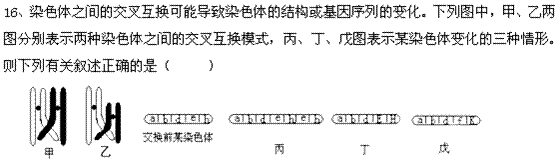 16、染色体之间的交叉互换可能导致染色体的结构或基因序列的变化。下列图中，甲、乙两
图分别表示两种染色体之间的交叉互换模式，丙、丁、戊图表示某染色体变化的三种情形。
则下列有关叙述正确的是（　　）
交换前某染色体
甲 乙 丙 丁 戊